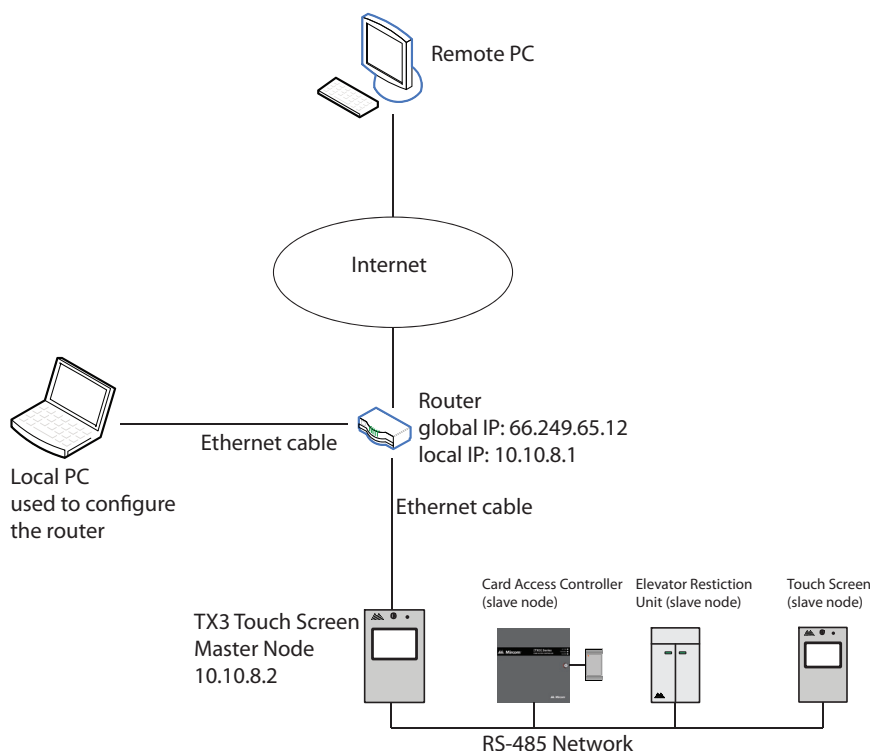 Remote PC
Internet
Router
global IP: 66.249.65.12
local IP: 10.10.8.1
Ethernet cable
Local PC
used to configure
the router
Ethernet cable
TX3 Touch Screen
Master Node
10.10.8.2
Card Access Controller
(slave node)
Elevator Restiction
Unit (slave node)
Touch Screen
(slave node)
Mircom
RS-485 Network